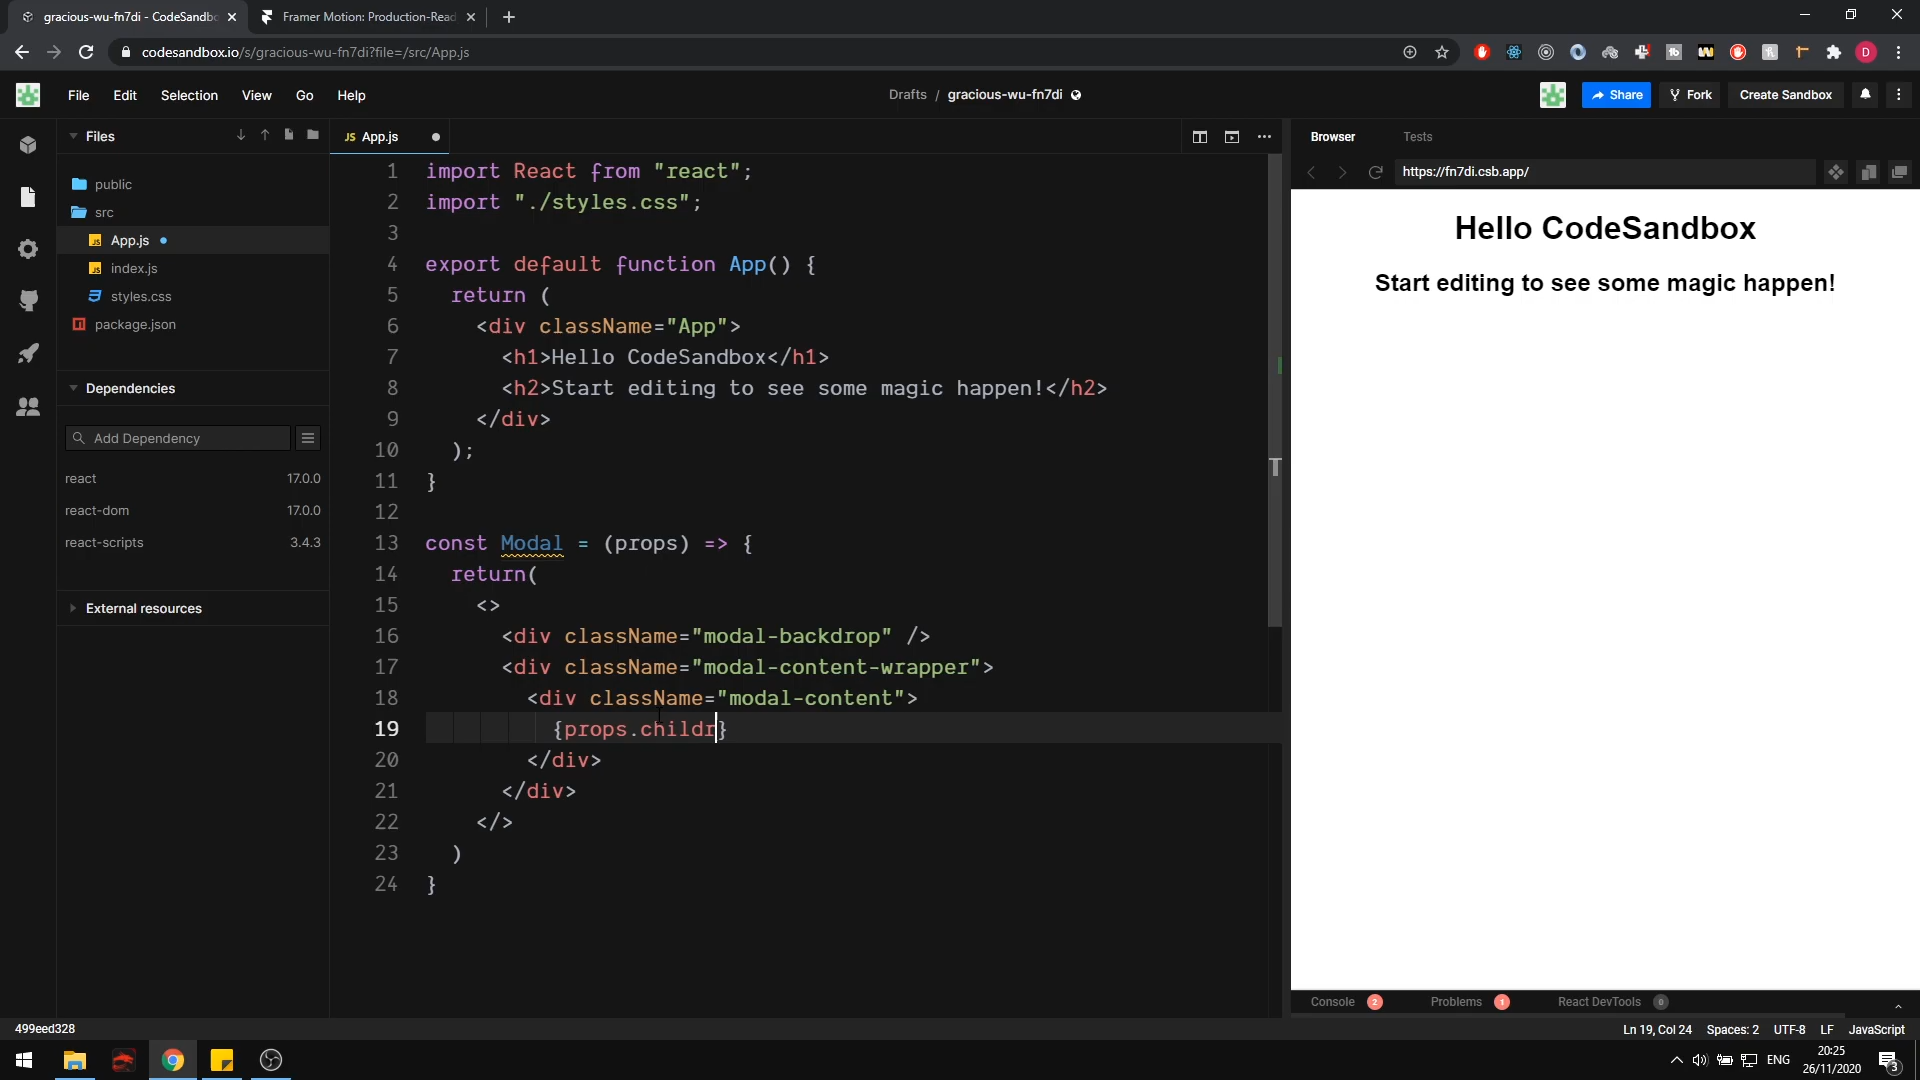 gracious-wu-fn7di - CodeSandbo
Framer Motion: Production-Read
codesandbox.io/s/gracious-wu-fn7di?file=/src/App.js
D
File Edit Selection View Go Help
Drafts / gracious-wu-fn7di
Share
Fork
Create Sandbox
Files
public
src
JS App.js
JS index.js
styles.css
package.json
Dependencies
Add Dependency
react 17.0.0
react-dom 17.0.0
react-scripts 3.4.3
External resources
JS App.js
1 import React from "react";
2 import "./styles.css";
3
4 export default function App() {
5 return (
6 <div className="App">
7 <h1>Hello CodeSandbox</h1>
8 <h2>Start editing to see some magic happen!</h2>
9 </div>
10 );
11 }
12
13 const Modal = (props) => {
14 return(
15 <>
16 <div className="modal-backdrop" />
17 <div className="modal-content-wrapper">
18 <div className="modal-content">
19 {props.childr}
20 </div>
21 </div>
22 </>
23 )
24 }
Browser Tests
https://fn7di.csb.app/
Hello CodeSandbox
Start editing to see some magic happen!
Console 2 Problems 1 React DevTools 0
499eed328
Ln 19, Col 24 Spaces: 2 UTF-8 LF JavaScript
ENG
20:25
26/11/2020
3